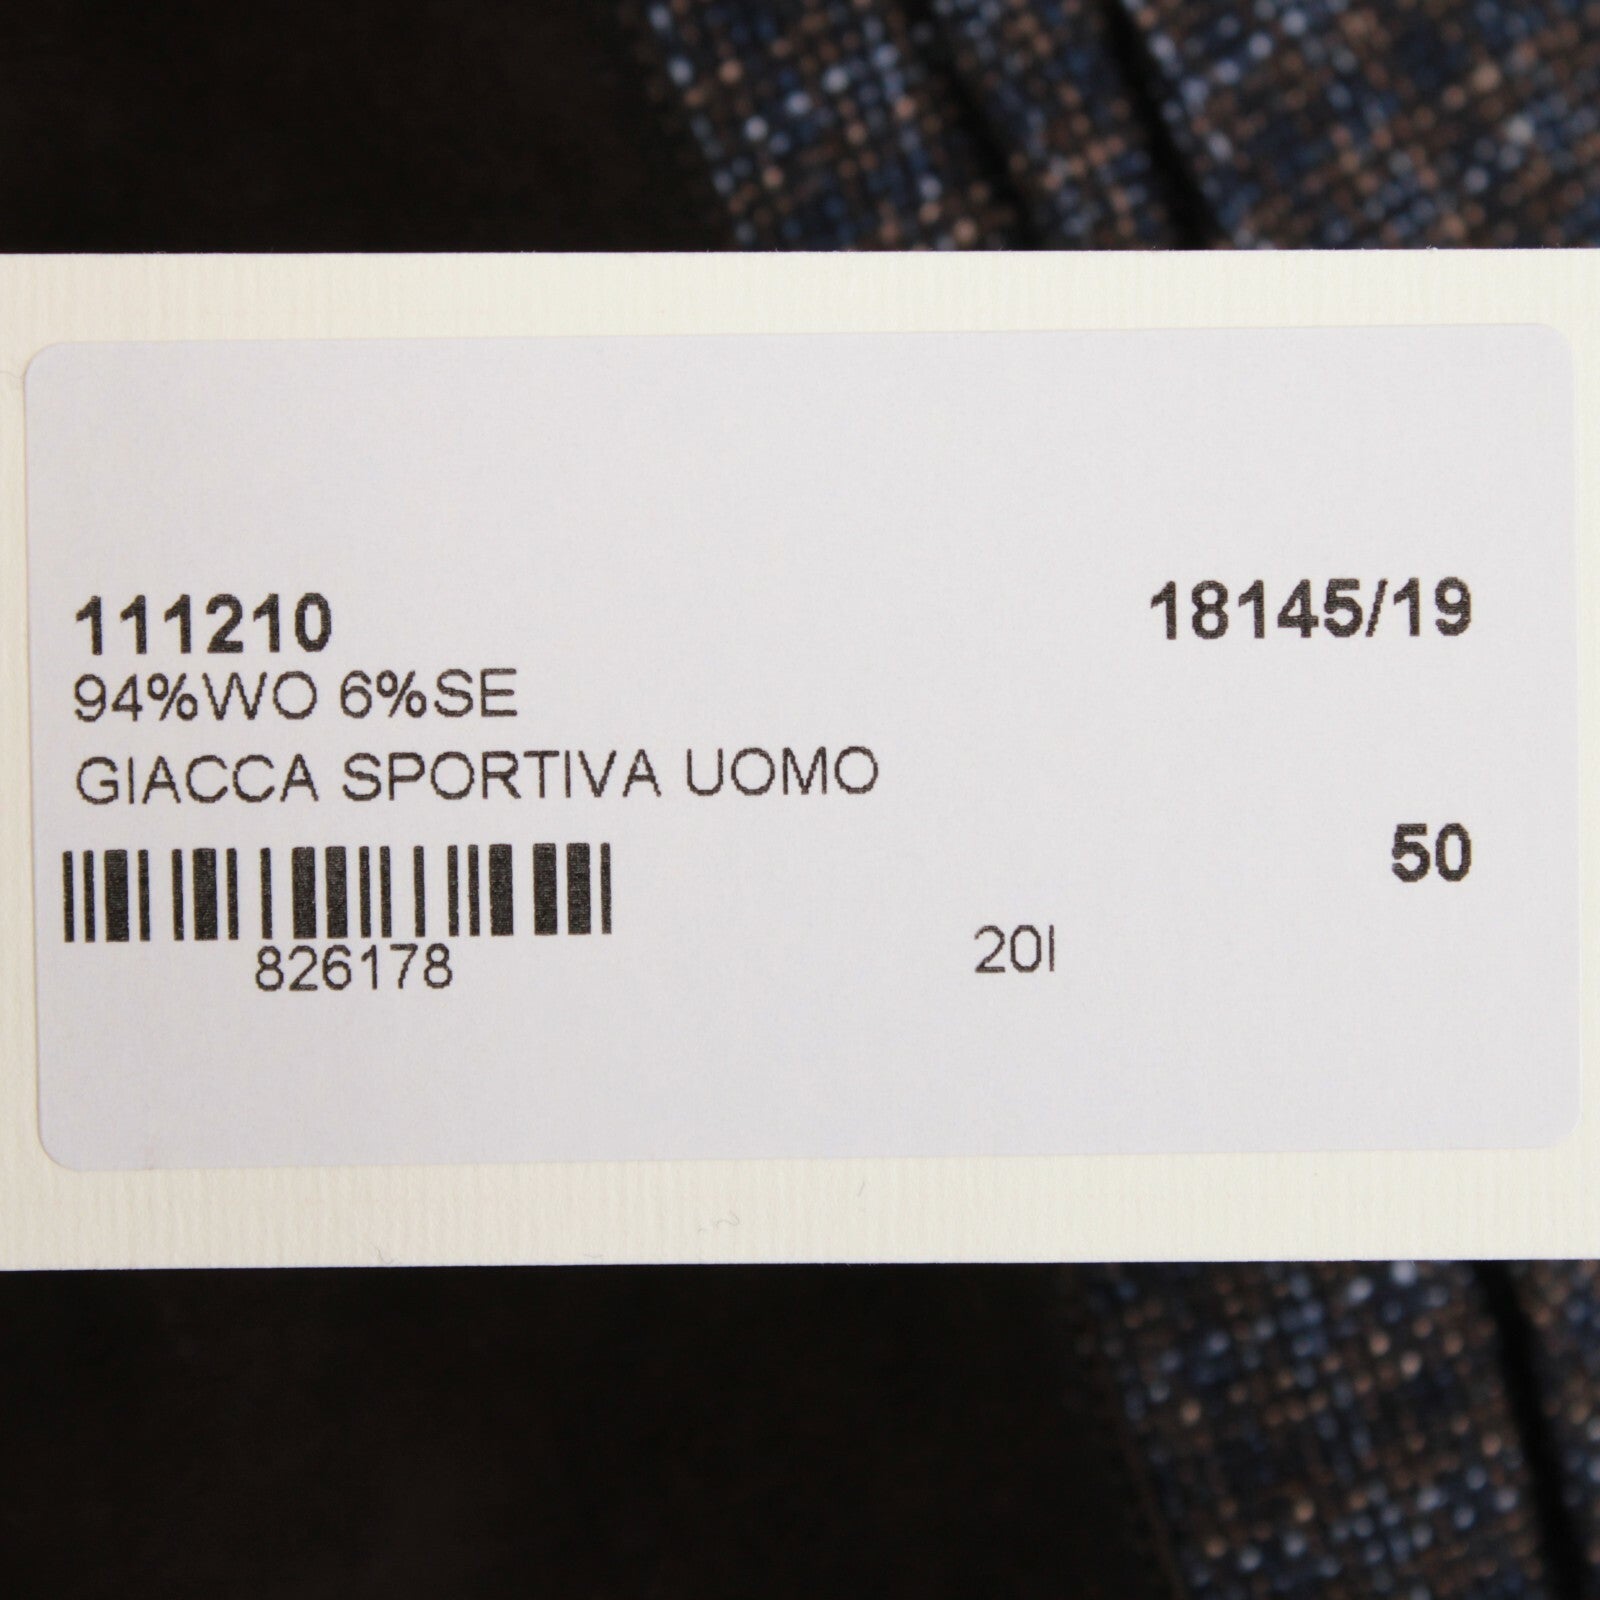 111210 18145/19
94%WO 6%SE
GIACCA SPORTIVA UOMO
50
826178 20I